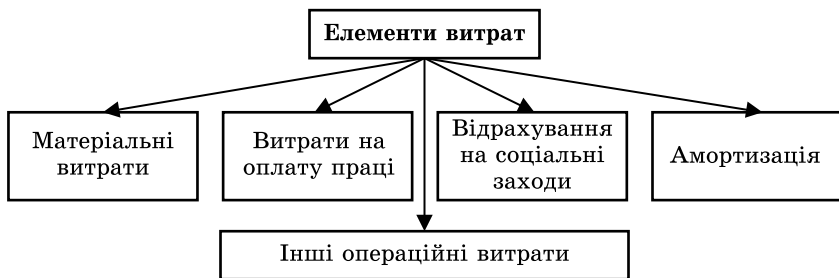 Елементи витрат
Матеріальні
витрати
Витрати на
оплату праці
Відрахування
на соціальні
заходи
Амортизація
Інші операційні витрати